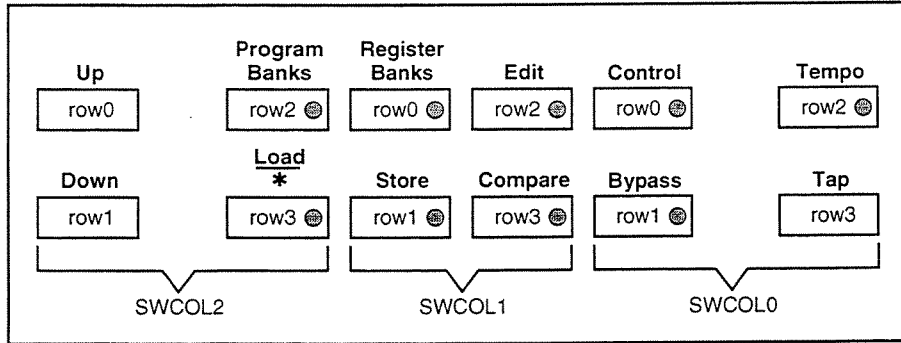 Program Register
Up Banks Banks Edit Control Tempo
row0 row2 row0 row2 row0 row2
Load
Down * Store Compare Bypass Tap
row1 row3 row1 row3 row1 row3
SWCOL2 SWCOL1 SWCOL0